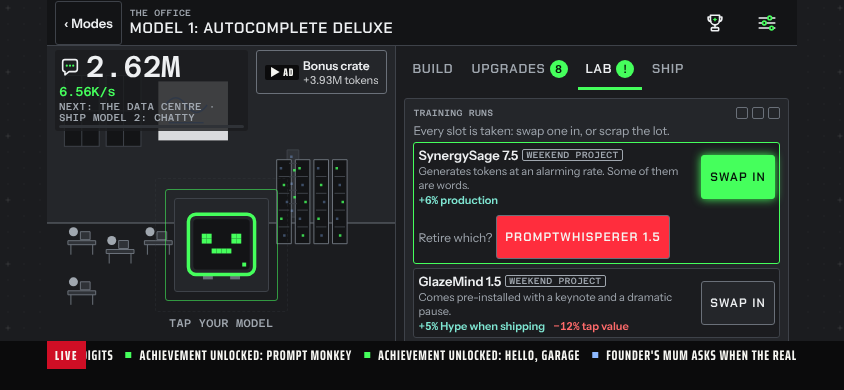 ‹ Modes
THE OFFICE
MODEL 1: AUTOCOMPLETE DELUXE
2.62M
6.56K/s
NEXT: THE DATA CENTRE ·
SHIP MODEL 2: CHATTY
▶ AD
Bonus crate
+3.93M tokens
TAP YOUR MODEL
BUILD
UPGRADES 8
LAB !
SHIP
TRAINING RUNS
Every slot is taken: swap one in, or scrap the lot.
SynergySage 7.5 WEEKEND PROJECT
Generates tokens at an alarming rate. Some of them
are words.
+6% production
SWAP IN
Retire which? PROMPTWHISPERER 1.5
GlazeMind 1.5 WEEKEND PROJECT
Comes pre-installed with a keynote and a dramatic
pause.
+5% Hype when shipping −12% tap value
SWAP IN
LIVE IGITS ■ ACHIEVEMENT UNLOCKED: PROMPT MONKEY ■ ACHIEVEMENT UNLOCKED: HELLO, GARAGE ■ FOUNDER'S MUM ASKS WHEN THE REAL